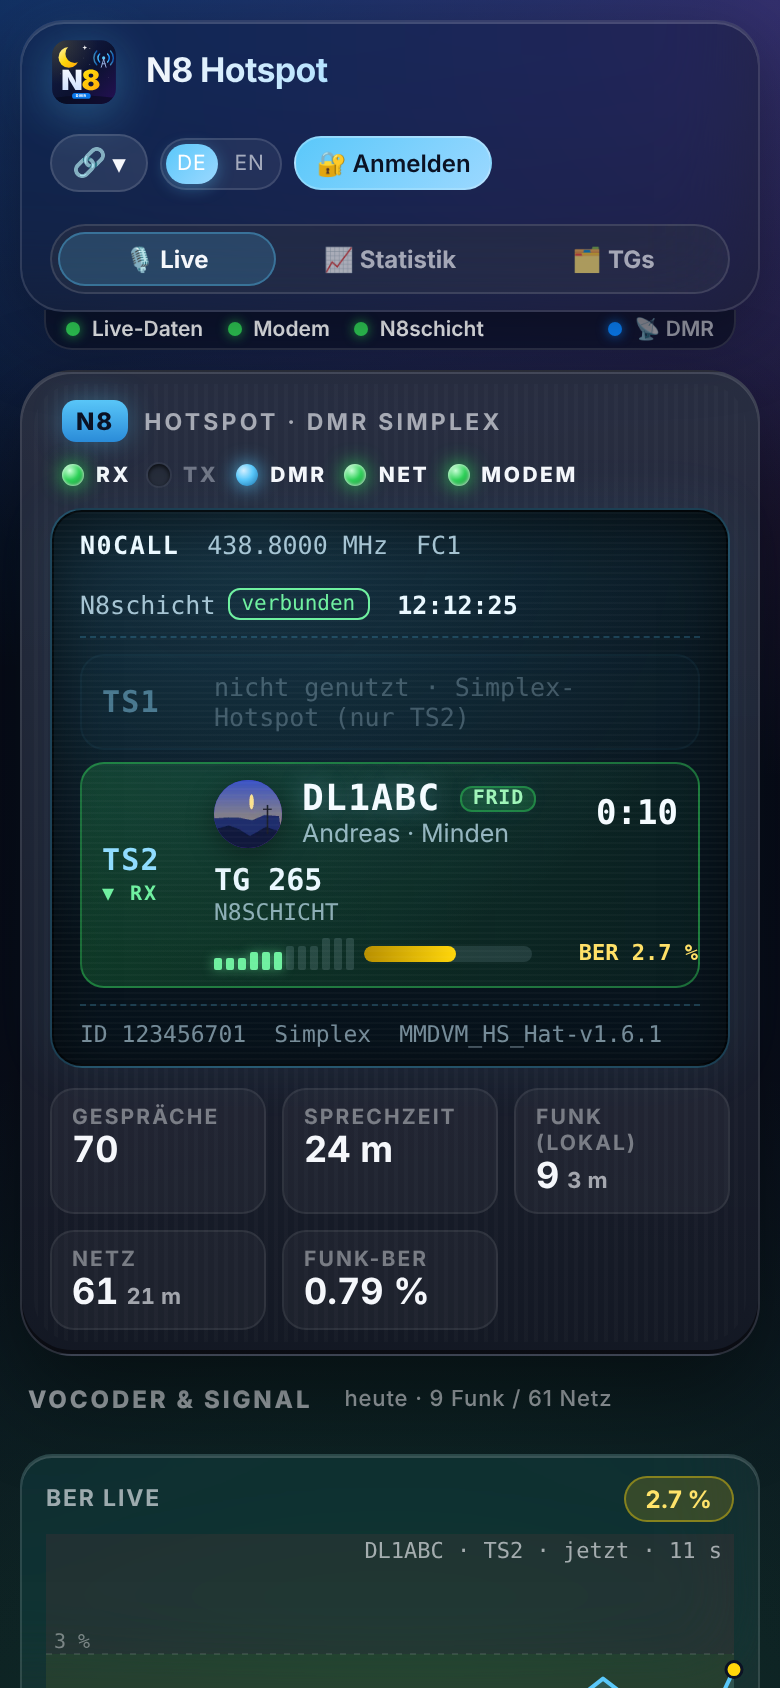 N8
N8 Hotspot
DE EN 🔐 Anmelden
Live Statistik TGs
Live-Daten Modem N8schicht DMR
N8 HOTSPOT · DMR SIMPLEX
RX TX DMR NET MODEM
N0CALL 438.8000 MHz FC1
N8schicht verbunden 12:12:25
TS1 nicht genutzt · Simplex-
Hotspot (nur TS2)
DL1ABC FRID 0:10
Andreas · Minden
TS2
▼ RX
TG 265
N8SCHICHT
BER 2.7 %
ID 123456701 Simplex MMDVM_HS_Hat-v1.6.1
GESPRÄCHE
70
SPRECHZEIT
24 m
FUNK
(LOKAL)
9 3 m
NETZ
61 21 m
FUNK-BER
0.79 %
VOCODER & SIGNAL heute · 9 Funk / 61 Netz
BER LIVE 2.7 %
DL1ABC · TS2 · jetzt · 11 s
3 %